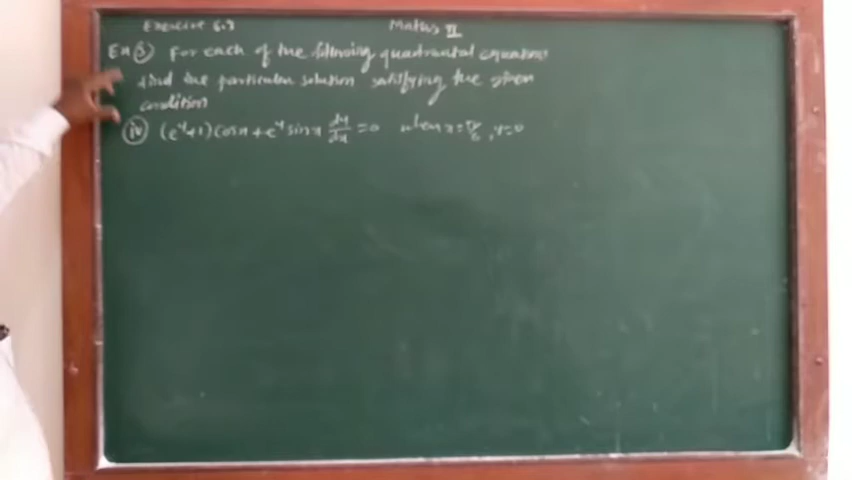 Exercise 6.3 Maths II
Ex ③ For each of the following quadrantal equations
find the particular solution satisfying the given
condition
(iv) (e^y+1) cos x + e^y sin x dy/dx = 0 when x = π/6, y=0